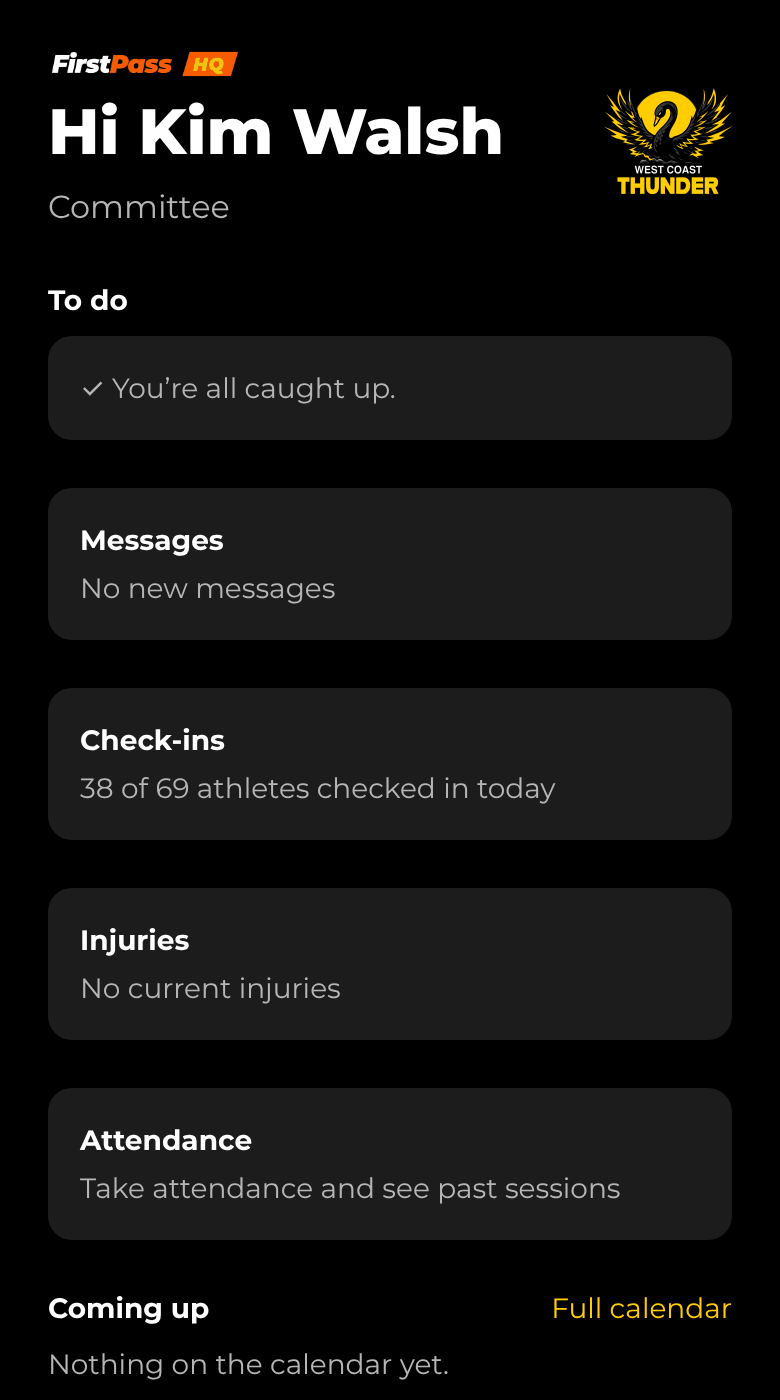 FirstPass HQ
Hi Kim Walsh
Committee
WEST COAST
THUNDER
To do
✓ You’re all caught up.
Messages
No new messages
Check-ins
38 of 69 athletes checked in today
Injuries
No current injuries
Attendance
Take attendance and see past sessions
Coming up
Full calendar
Nothing on the calendar yet.